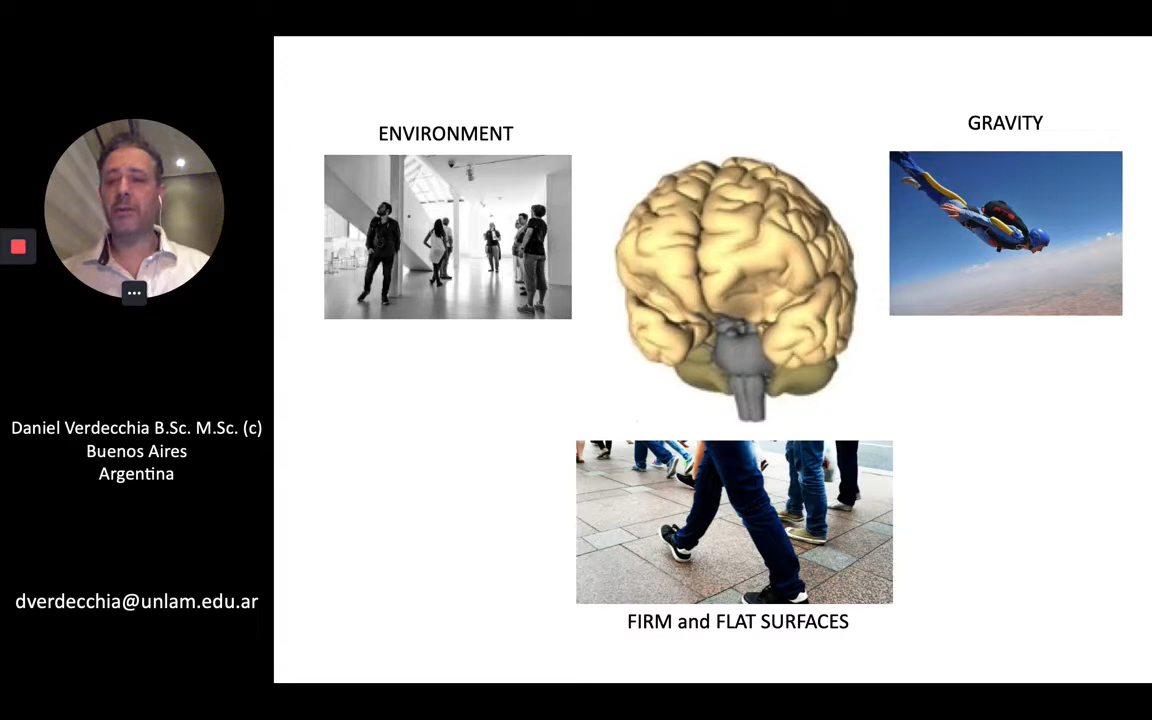 ENVIRONMENT
GRAVITY
Daniel Verdecchia B.Sc. M.Sc. (c)
Buenos Aires
Argentina
dverdecchia@unlam.edu.ar
FIRM and FLAT SURFACES